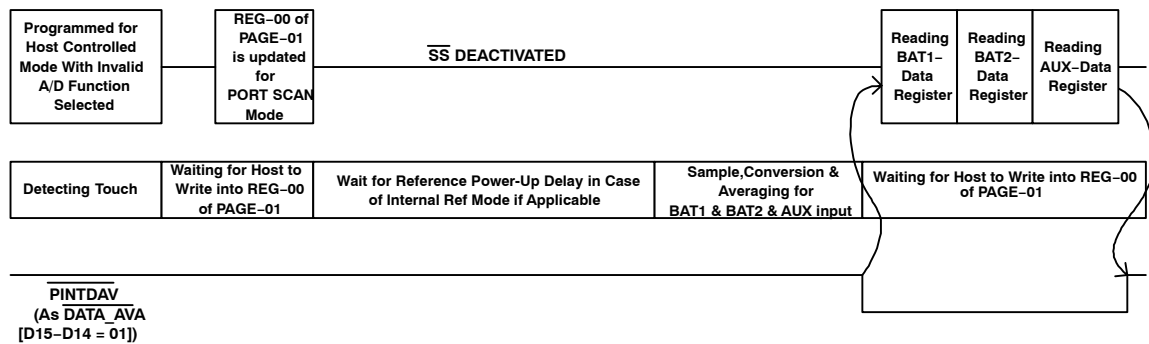 Programmed for
Host Controlled
Mode With Invalid
A/D Function
Selected
REG−00 of
PAGE−01
is updated
for
PORT SCAN
Mode
SS DEACTIVATED
Reading
BAT1−
Data
Register
Reading
BAT2−
Data
Register
Reading
AUX−Data
Register
Detecting Touch
Waiting for Host to
Write into REG−00
of PAGE−01
Wait for Reference Power−Up Delay in Case
of Internal Ref Mode if Applicable
Sample,Conversion &
Averaging for
BAT1 & BAT2 & AUX input
Waiting for Host to Write into REG−00
of PAGE−01
PINTDAV
(As DATA_AVA
[D15−D14 = 01])